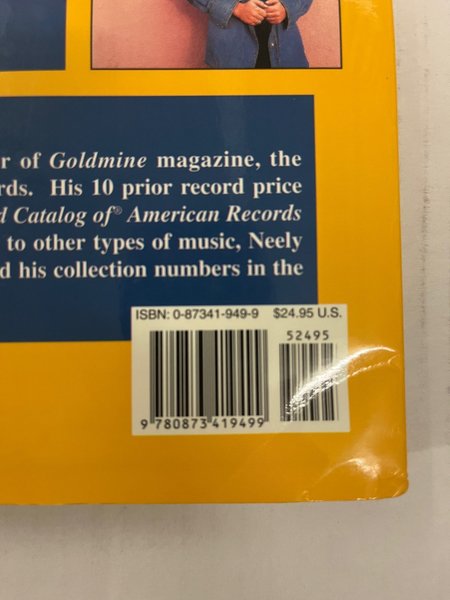 r of Goldmine magazine, the
rds. His 10 prior record price
d Catalog of® American Records
to other types of music, Neely
d his collection numbers in the
ISBN: 0-87341-949-9 $24.95 U.S.
52495
9 780873 419499